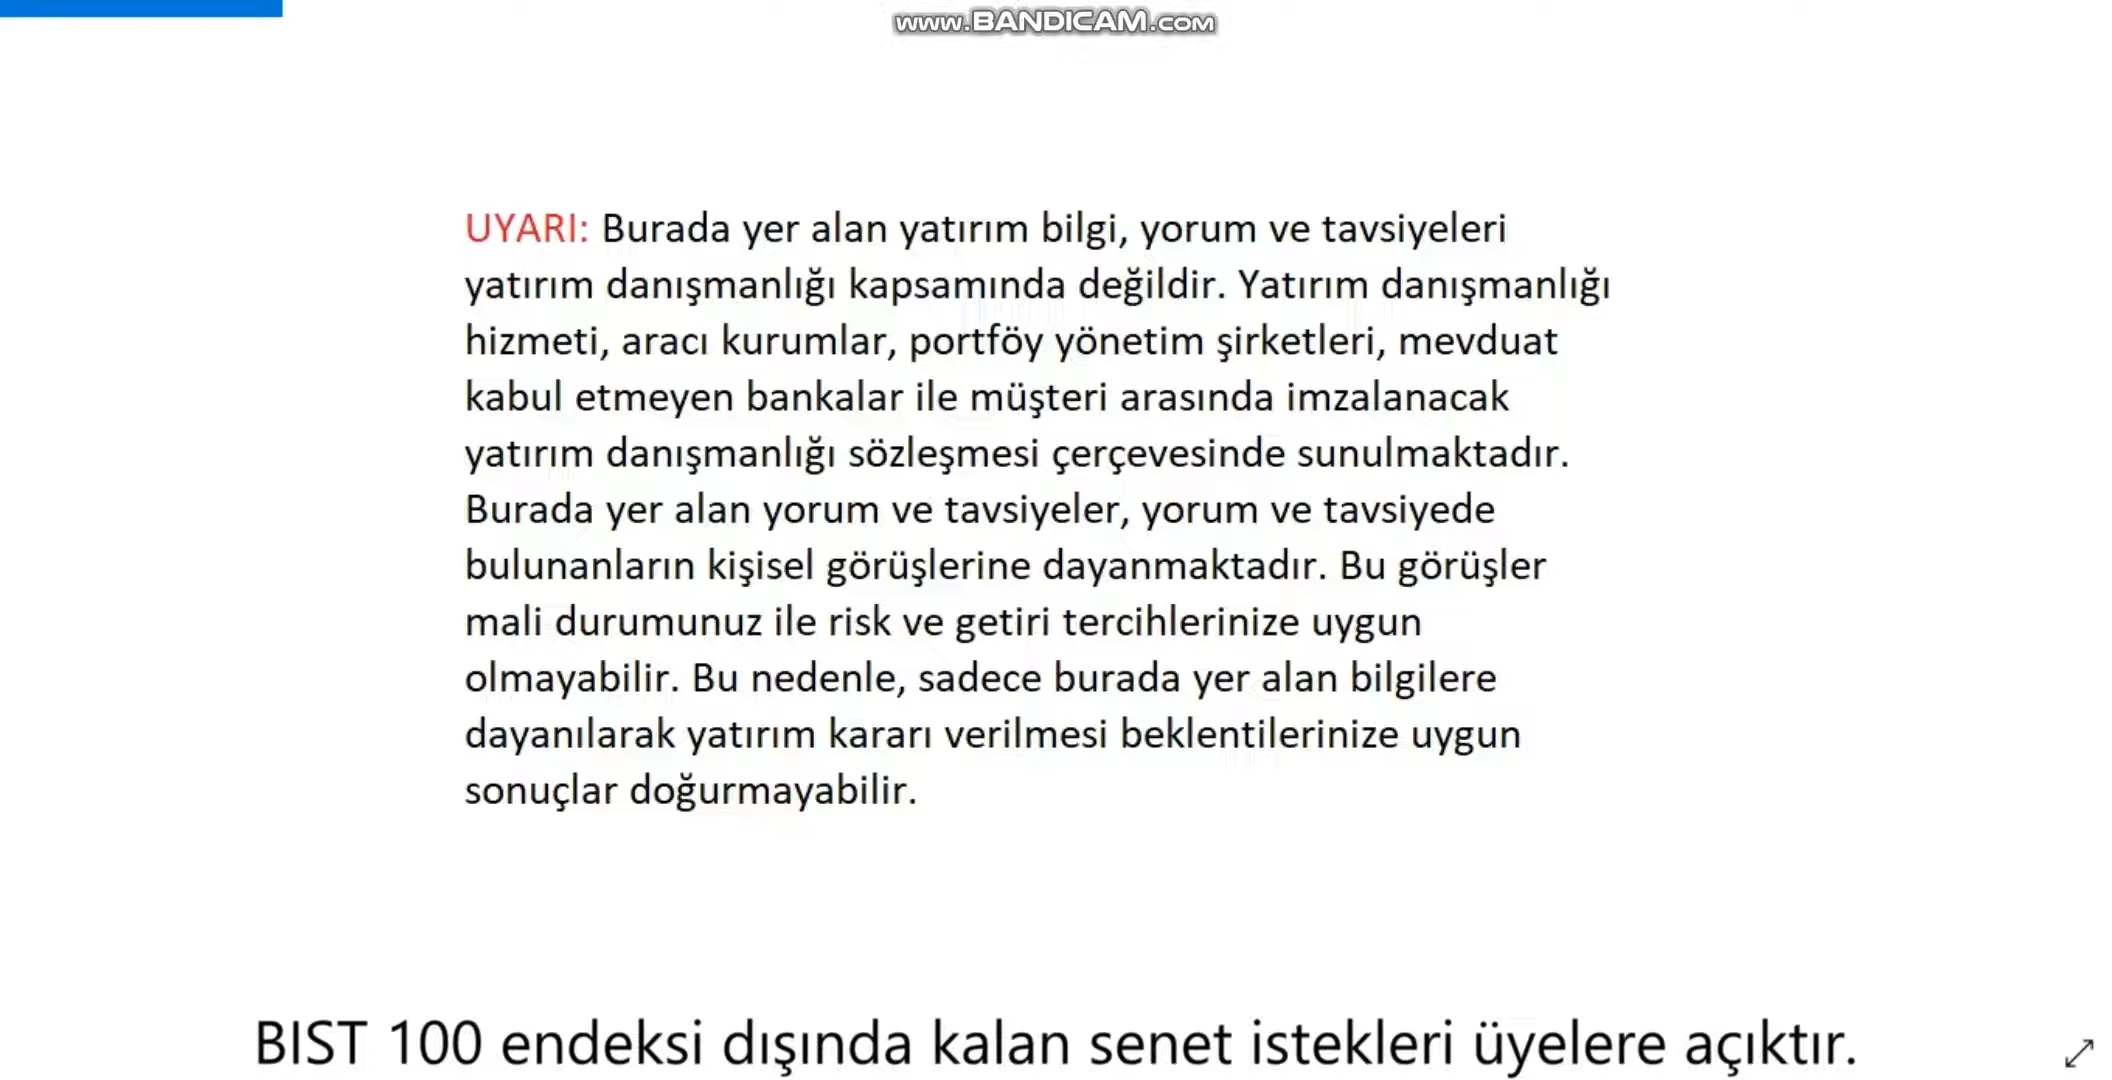 www.BANDICAM.com
UYARI: Burada yer alan yatırım bilgi, yorum ve tavsiyeleri
yatırım danışmanlığı kapsamında değildir. Yatırım danışmanlığı
hizmeti, aracı kurumlar, portföy yönetim şirketleri, mevduat
kabul etmeyen bankalar ile müşteri arasında imzalanacak
yatırım danışmanlığı sözleşmesi çerçevesinde sunulmaktadır.
Burada yer alan yorum ve tavsiyeler, yorum ve tavsiyede
bulunanların kişisel görüşlerine dayanmaktadır. Bu görüşler
mali durumunuz ile risk ve getiri tercihlerinize uygun
olmayabilir. Bu nedenle, sadece burada yer alan bilgilere
dayanılarak yatırım kararı verilmesi beklentilerinize uygun
sonuçlar doğurmayabilir.
BIST 100 endeksi dışında kalan senet istekleri üyelere açıktır.